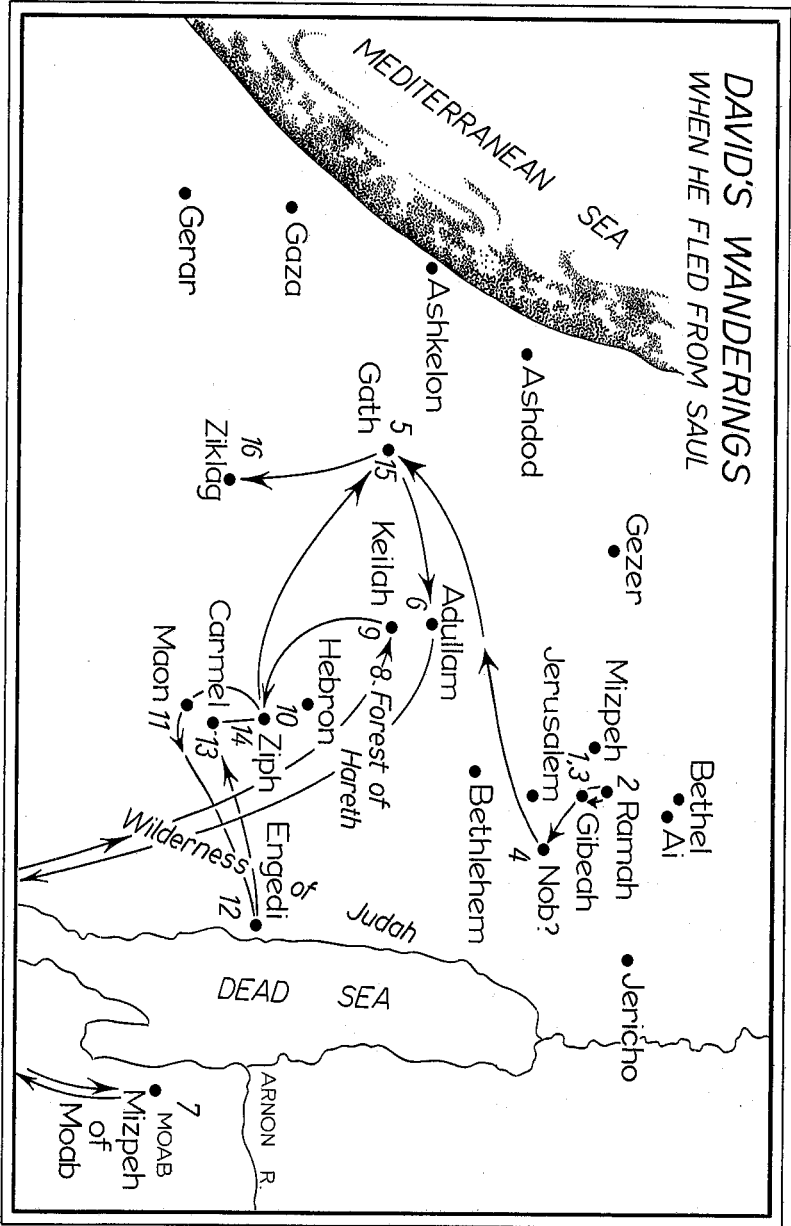 DAVID'S WANDERINGS
WHEN HE FLED FROM SAUL
MEDITERRANEAN SEA
Gerar
Gaza
Ashkelon
Ashdod
Gezer
Bethel
Ai
Mizpeh
2 Ramah
1,3
Gibeah
Jerusalem
Nob?
4
Jericho
Bethlehem
Gath
5
15
16
Ziklag
Adullam
6
Keilah
9
8. Forest of
Hareth
Hebron
10
Ziph
14
Carmel
13
Maon 11
Engedi
12
Wilderness of Judah
DEAD SEA
ARNON R.
7
MOAB
Mizpeh
of
Moab